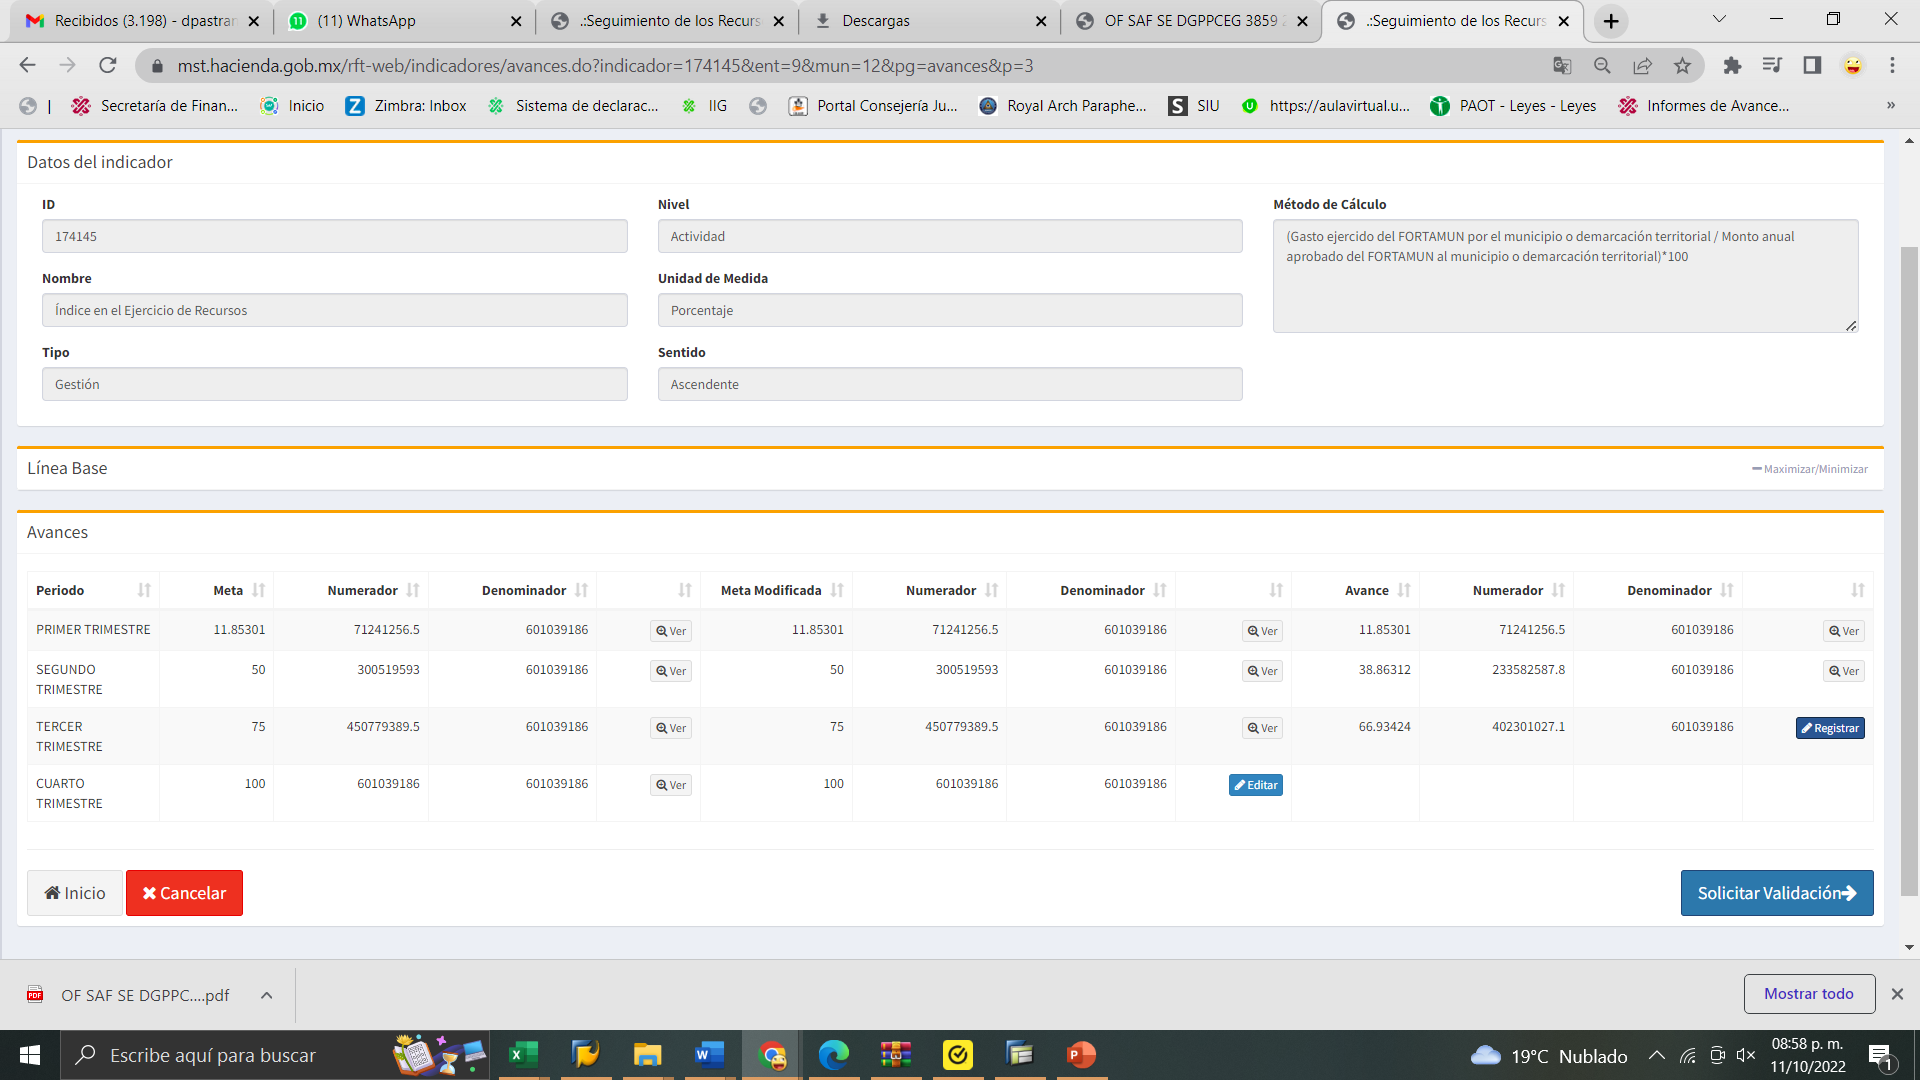 Recibidos (3.198) - dpastran
(11) WhatsApp
.:Seguimiento de los Recurs
Descargas
OF SAF SE DGPPCEG 3859 2
.:Seguimiento de los Recurs
mst.hacienda.gob.mx/rft-web/indicadores/avances.do?indicador=174145&ent=9&mun=12&pg=avances&p=3
|
Secretaría de Finan...
Inicio
Zimbra: Inbox
Sistema de declarac...
IIG
Portal Consejería Ju...
Royal Arch Paraphe...
SIU
https://aulavirtual.u...
PAOT - Leyes - Leyes
Informes de Avance...
»
Datos del indicador
ID
Nivel
Método de Cálculo
174145
Actividad
(Gasto ejercido del FORTAMUN por el municipio o demarcación territorial / Monto anual
aprobado del FORTAMUN al municipio o demarcación territorial)*100
Nombre
Unidad de Medida
Índice en el Ejercicio de Recursos
Porcentaje
Tipo
Sentido
Gestión
Ascendente
Línea Base
Maximizar/Minimizar
Avances
Periodo Meta Numerador Denominador Meta Modificada Numerador Denominador Avance Numerador Denominador
PRIMER TRIMESTRE 11.85301 71241256.5 601039186 Ver 11.85301 71241256.5 601039186 Ver 11.85301 71241256.5 601039186 Ver
SEGUNDO 50 300519593 601039186 Ver 50 300519593 601039186 Ver 38.86312 233582587.8 601039186 Ver
TRIMESTRE
TERCER 75 450779389.5 601039186 Ver 75 450779389.5 601039186 Ver 66.93424 402301027.1 601039186 Registrar
TRIMESTRE
CUARTO 100 601039186 601039186 Ver 100 601039186 601039186 Editar
TRIMESTRE
Inicio
Cancelar
Solicitar Validación
PDF
OF SAF SE DGPPC....pdf
Mostrar todo
Escribe aquí para buscar
19°C Nublado
08:58 p. m.
11/10/2022
1